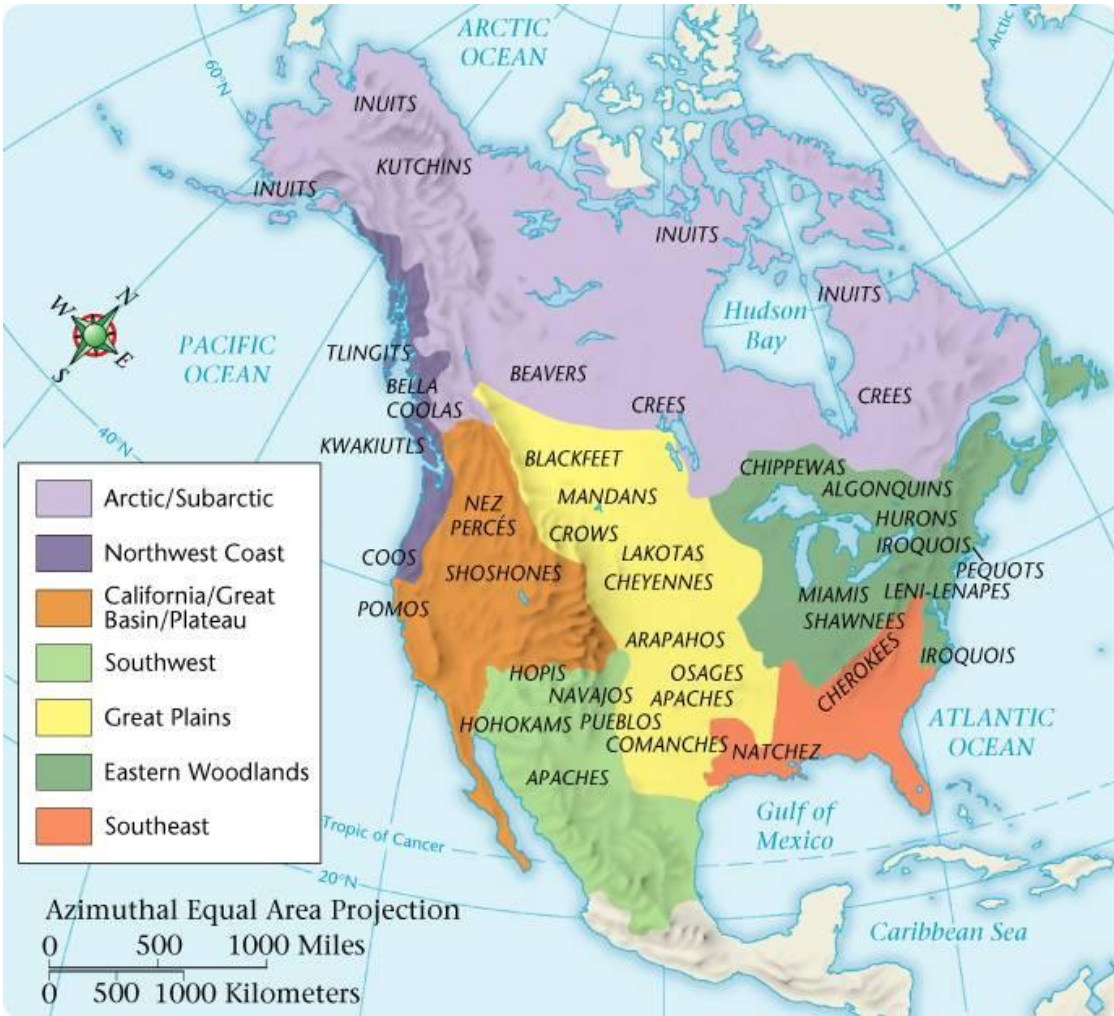 ARCTIC
OCEAN
Arctic
60°N
INUITS
KUTCHINS
INUITS
INUITS
INUITS
Hudson
Bay
N
W
E
S
PACIFIC
OCEAN
TLINGITS
BELLA
COOLAS
BEAVERS
CREES
CREES
40°N
KWAKIUTLS
BLACKFEET
CHIPPEWAS
ALGONQUINS
MANDANS
NEZ
PERCÉS
HURONS
CROWS
IROQUOIS
LAKOTAS
COOS
SHOSHONES
CHEYENNES
PEQUOTS
MIAMIS
LENI-LENAPES
POMOS
SHAWNEES
ARAPAHOS
CHEROKEES
IROQUOIS
HOPIS
OSAGES
NAVAJOS
APACHES
HOHOKAMS
PUEBLOS
COMANCHES
NATCHEZ
ATLANTIC
OCEAN
APACHES
Gulf of
Mexico
Tropic of Cancer
20°N
Caribbean Sea
Arctic/Subarctic
Northwest Coast
California/Great
Basin/Plateau
Southwest
Great Plains
Eastern Woodlands
Southeast
Azimuthal Equal Area Projection
0 500 1000 Miles
0 500 1000 Kilometers